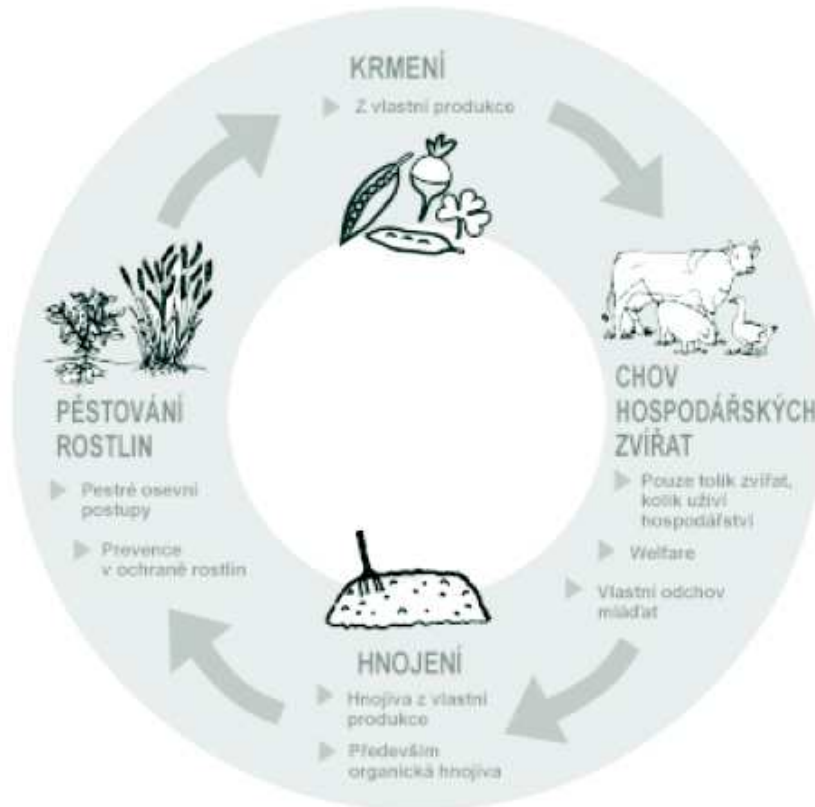 KRMENÍ
Z vlastní produkce
CHOV
HOSPODÁŘSKÝCH
ZVÍŘAT
Pouze tolik zvířat,
kolik uživí
hospodářství
Welfare
Vlastní odchov
mláďat
HNOJENÍ
Hnojiva z vlastní
produkce
Především
organická hnojiva
PĚSTOVÁNÍ
ROSTLIN
Pestré osevní
postupy
Prevence
v ochraně rostlin